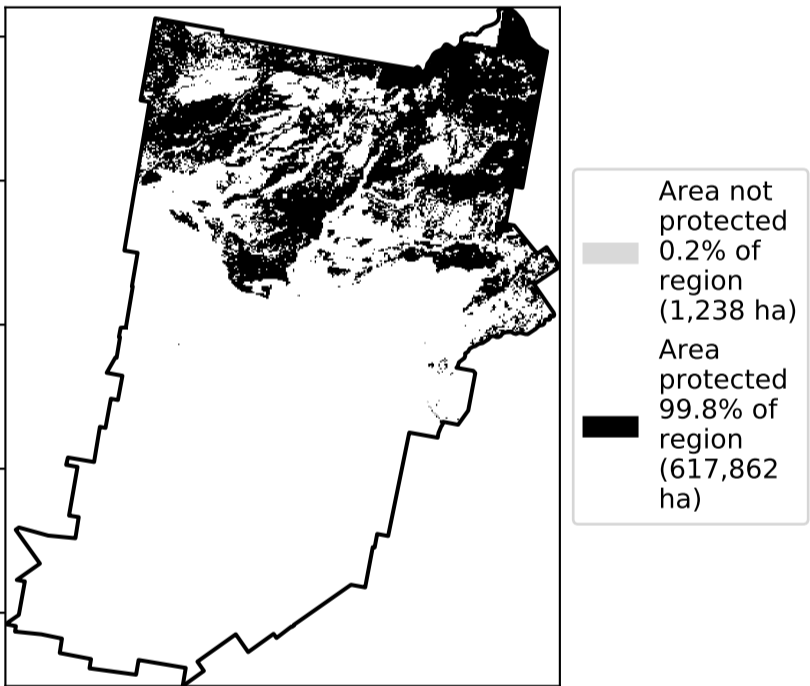 Area not
protected
0.2% of
region
(1,238 ha)
Area
protected
99.8% of
region
(617,862
ha)